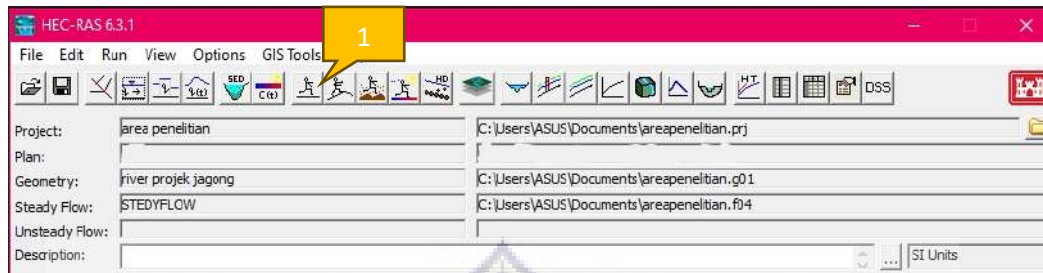 HEC-RAS 6.3.1
File Edit Run View Options GIS Tools
1
SED C(t) HD HT DSS
Project: area penelitian C:\Users\ASUS\Documents\areapenelitian.prj
Plan:
Geometry: river projek jagong C:\Users\ASUS\Documents\areapenelitian.g01
Steady Flow: STEDYFLOW C:\Users\ASUS\Documents\areapenelitian.f04
Unsteady Flow:
Description: ... SI Units